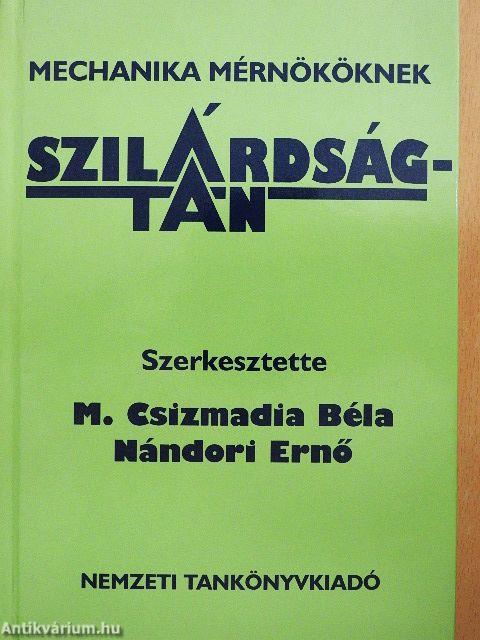 MECHANIKA MÉRNÖKÖKNEK
SZILÁRDSÁG-
TAN
Szerkesztette
M. Csizmadia Béla
Nándori Ernő
NEMZETI TANKÖNYVKIADÓ
Antikvárium.hu